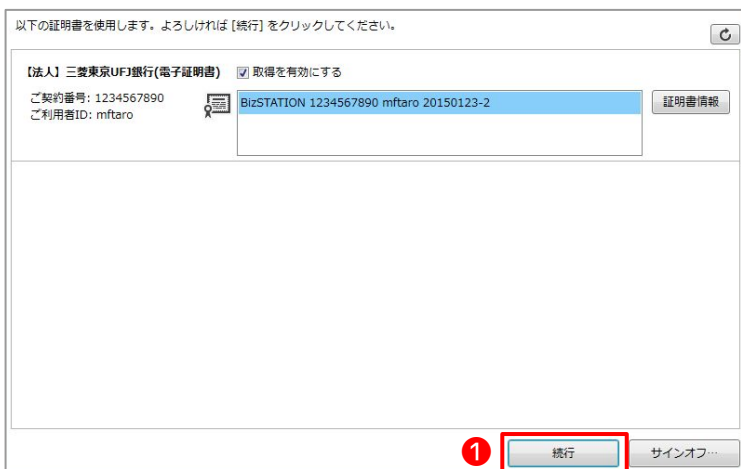 以下の証明書を使用します。よろしければ [続行] をクリックしてください。
【法人】三菱東京UFJ銀行(電子証明書) 取得を有効にする
ご契約番号: 1234567890
ご利用者ID: mftaro
BizSTATION 1234567890 mftaro 20150123-2
証明書情報
1
続行
サインオフ…